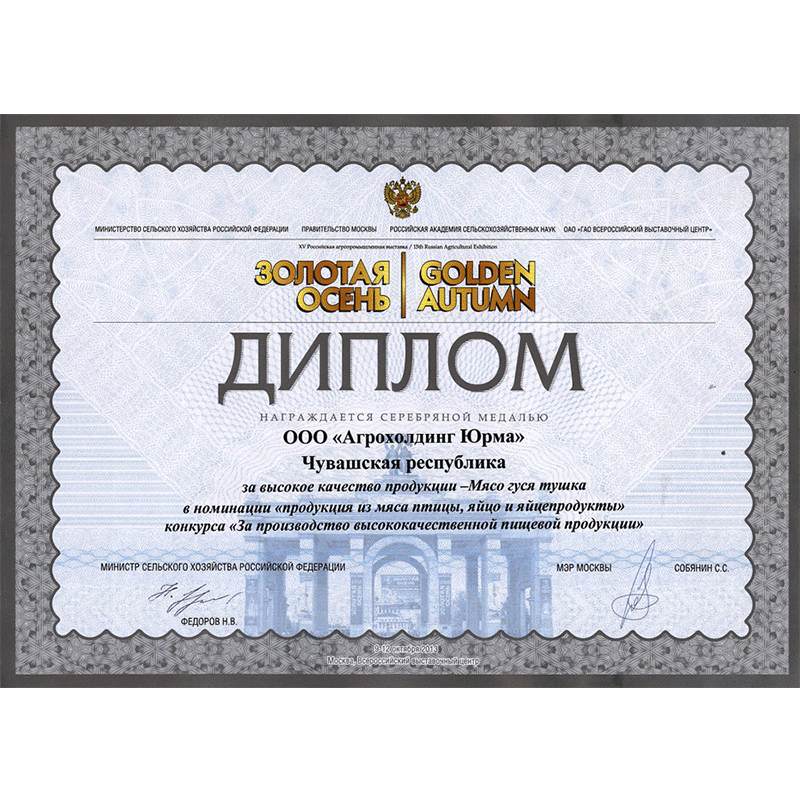 МИНИСТЕРСТВО СЕЛЬСКОГО ХОЗЯЙСТВА РОССИЙСКОЙ ФЕДЕРАЦИИ ПРАВИТЕЛЬСТВО МОСКВЫ РОССИЙСКАЯ АКАДЕМИЯ СЕЛЬСКОХОЗЯЙСТВЕННЫХ НАУК ОАО «ГАО ВСЕРОССИЙСКИЙ ВЫСТАВОЧНЫЙ ЦЕНТР»
XV Российская агропромышленная выставка / 15th Russian Agricultural Exhibition
ЗОЛОТАЯ ОСЕНЬ | GOLDEN AUTUMN
ДИПЛОМ
НАГРАЖДАЕТСЯ СЕРЕБРЯНОЙ МЕДАЛЬЮ
ООО «Агрохолдинг Юрма»
Чувашская республика
за высокое качество продукции –Мясо гуся тушка
в номинации «продукция из мяса птицы, яйцо и яйцепродукты»
конкурса «За производство высококачественной пищевой продукции»
МИНИСТР СЕЛЬСКОГО ХОЗЯЙСТВА РОССИЙСКОЙ ФЕДЕРАЦИИ МЭР МОСКВЫ СОБЯНИН С.С.
ФЕДОРОВ Н.В.
9-12 октября 2013
Москва, Всероссийский выставочный центр